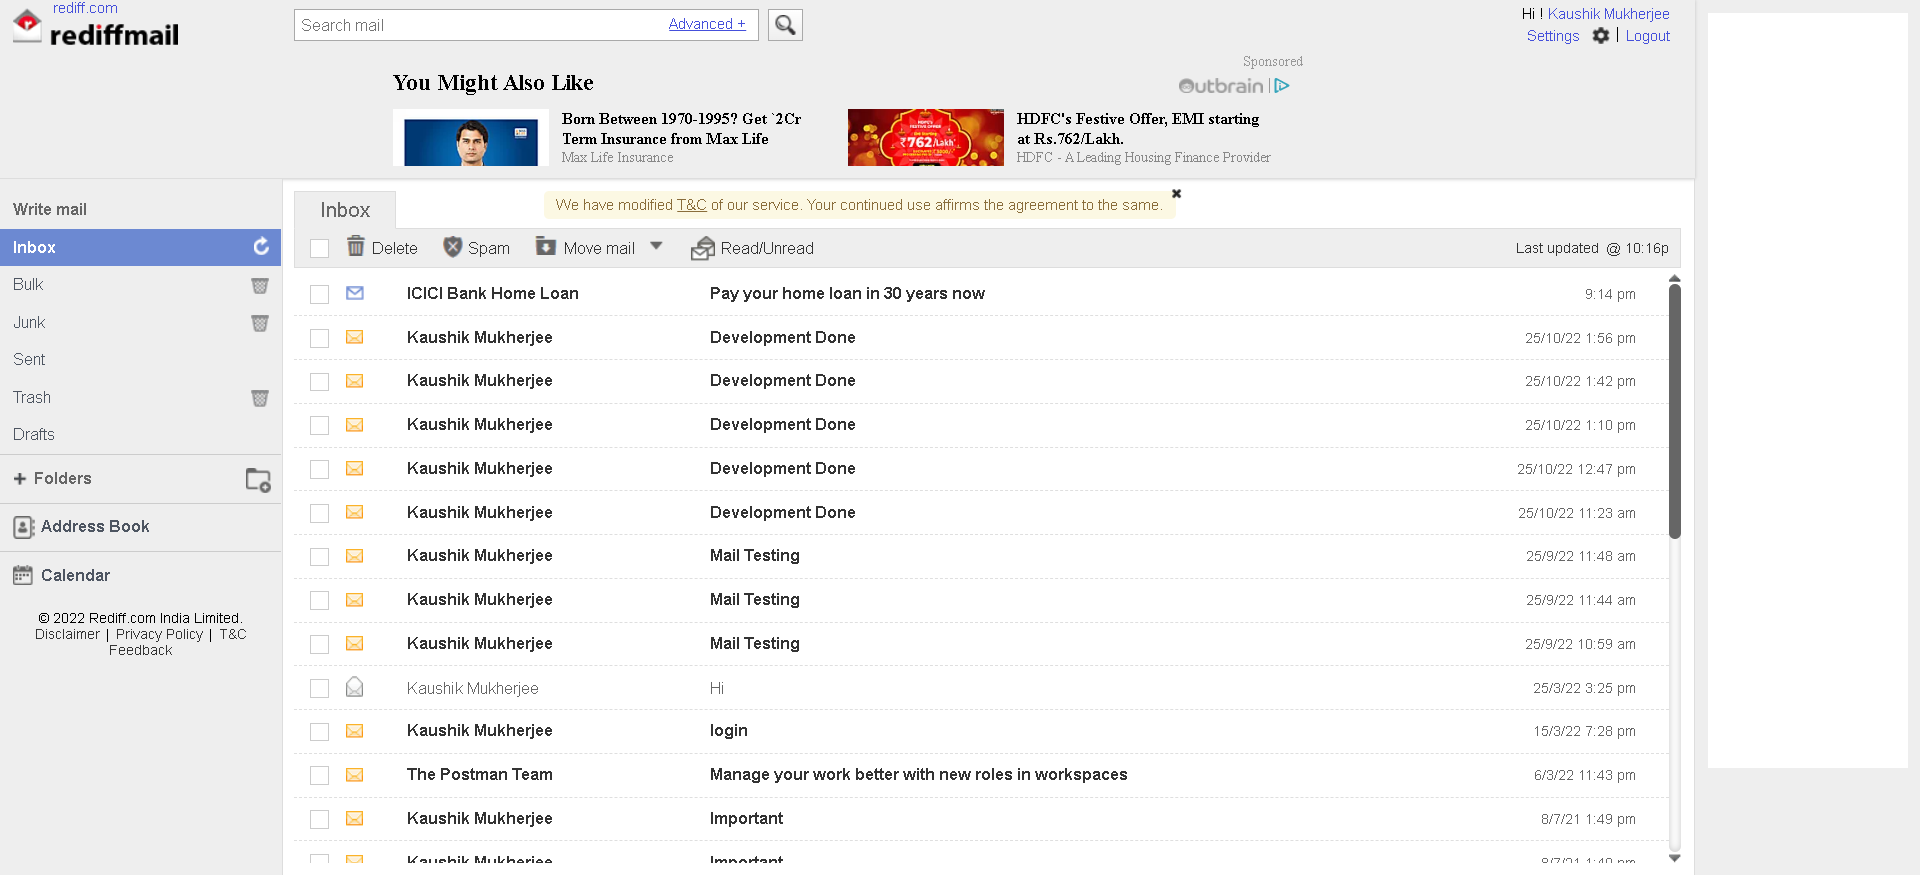 rediff.com
rediffmail
Search mail Advanced +
Hi ! Kaushik Mukherjee
Settings | Logout
Sponsored
You Might Also Like
Outbrain
Born Between 1970-1995? Get `2Cr
Term Insurance from Max Life
Max Life Insurance
HDFC's Festive Offer, EMI starting
at Rs.762/Lakh.
HDFC - A Leading Housing Finance Provider
₹762/Lakh
Write mail
Inbox
Bulk
Junk
Sent
Trash
Drafts
+ Folders
Address Book
Calendar
© 2022 Rediff.com India Limited.
Disclaimer | Privacy Policy | T&C
Feedback
Inbox
We have modified T&C of our service. Your continued use affirms the agreement to the same.
Delete Spam Move mail Read/Unread Last updated @ 10:16p
ICICI Bank Home Loan Pay your home loan in 30 years now 9:14 pm
Kaushik Mukherjee Development Done 25/10/22 1:56 pm
Kaushik Mukherjee Development Done 25/10/22 1:42 pm
Kaushik Mukherjee Development Done 25/10/22 1:10 pm
Kaushik Mukherjee Development Done 25/10/22 12:47 pm
Kaushik Mukherjee Development Done 25/10/22 11:23 am
Kaushik Mukherjee Mail Testing 25/9/22 11:48 am
Kaushik Mukherjee Mail Testing 25/9/22 11:44 am
Kaushik Mukherjee Mail Testing 25/9/22 10:59 am
Kaushik Mukherjee Hi 25/3/22 3:25 pm
Kaushik Mukherjee login 15/3/22 7:28 pm
The Postman Team Manage your work better with new roles in workspaces 6/3/22 11:43 pm
Kaushik Mukherjee Important 8/7/21 1:49 pm
Kaushik Mukherjee Important